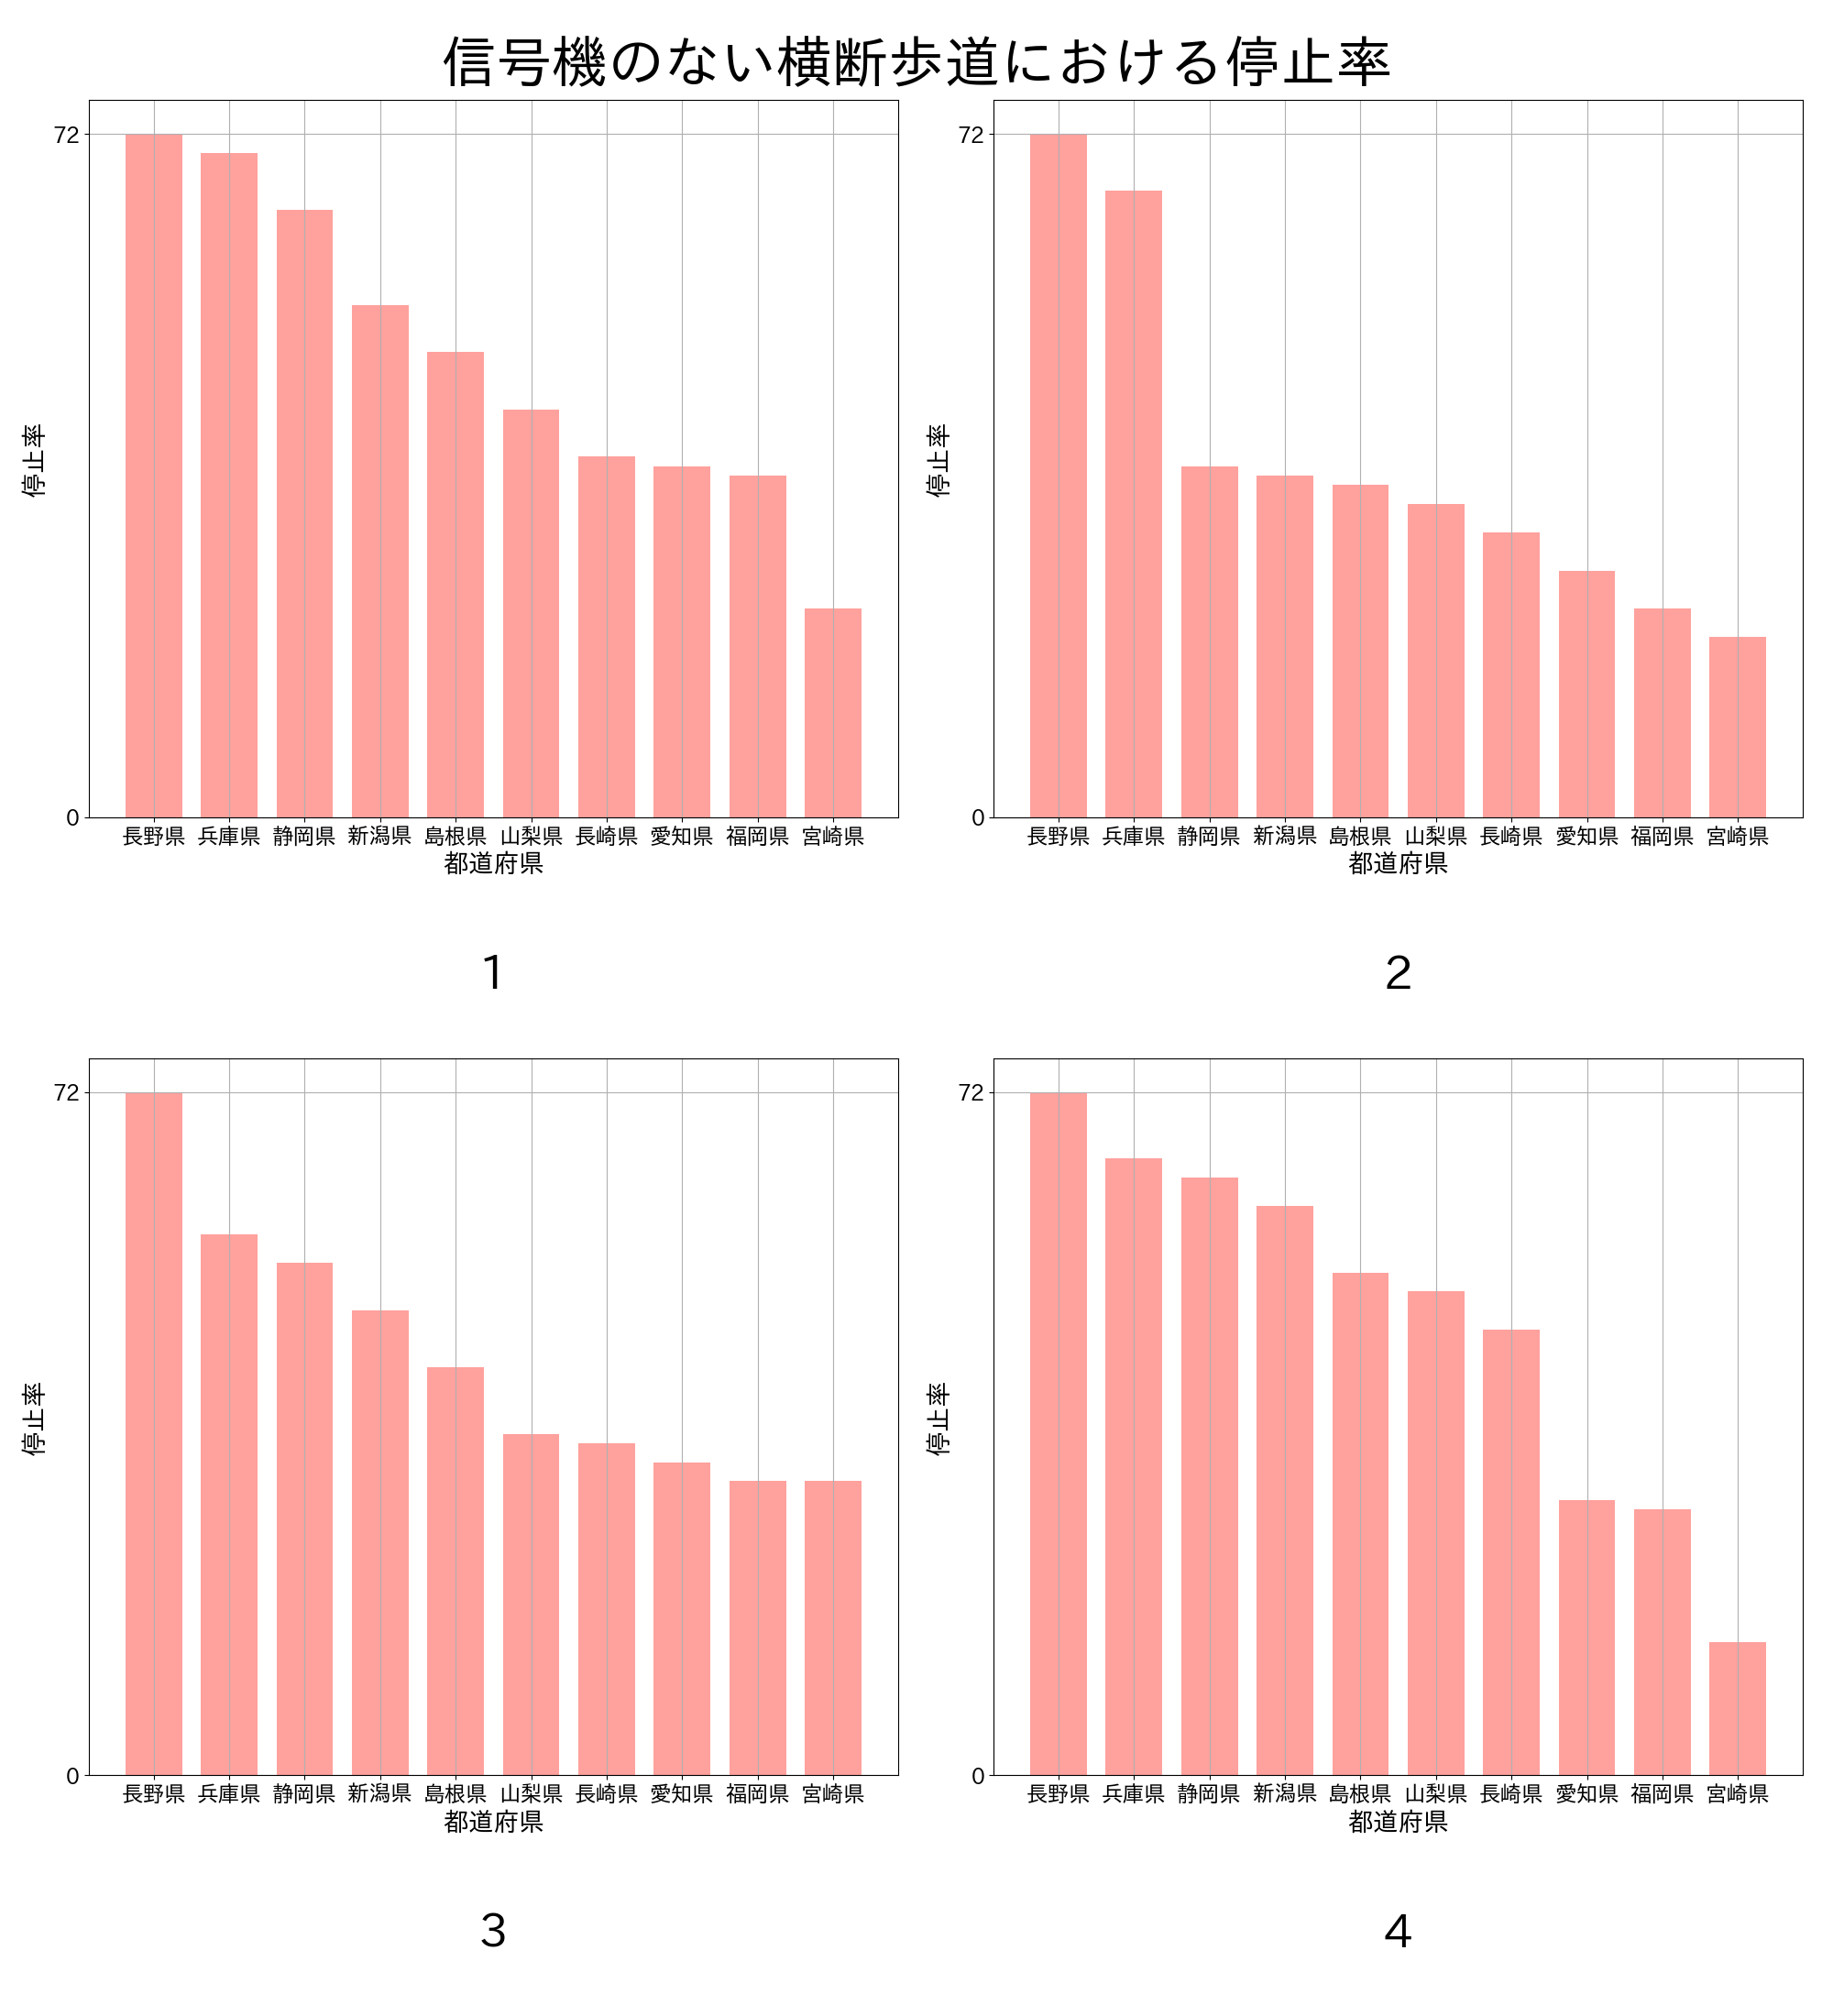 信号機のない横断歩道における停止率
72
停止率
0
長野県 兵庫県 静岡県 新潟県 島根県 山梨県 長崎県 愛知県 福岡県 宮崎県
都道府県
1
72
停止率
0
長野県 兵庫県 静岡県 新潟県 島根県 山梨県 長崎県 愛知県 福岡県 宮崎県
都道府県
2
72
停止率
0
長野県 兵庫県 静岡県 新潟県 島根県 山梨県 長崎県 愛知県 福岡県 宮崎県
都道府県
3
72
停止率
0
長野県 兵庫県 静岡県 新潟県 島根県 山梨県 長崎県 愛知県 福岡県 宮崎県
都道府県
4